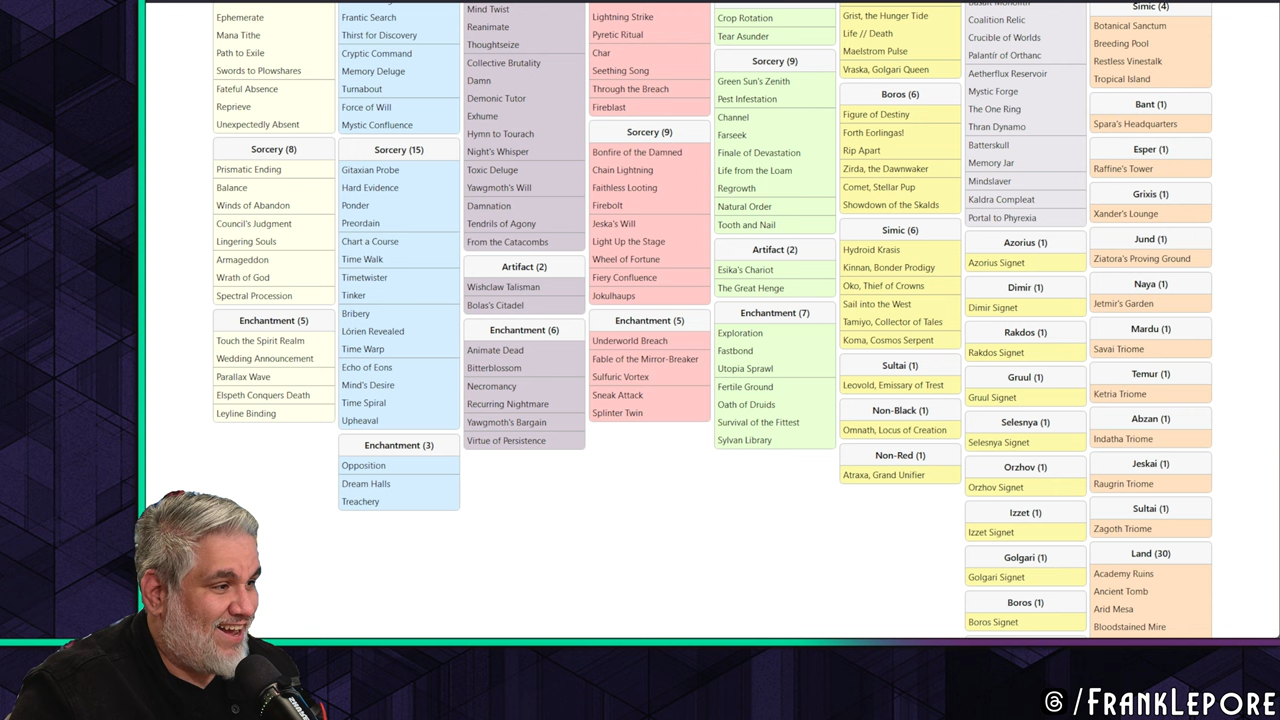 Ephemerate
Mana Tithe
Path to Exile
Swords to Plowshares
Fateful Absence
Reprieve
Unexpectedly Absent
Sorcery (8)
Prismatic Ending
Balance
Winds of Abandon
Council's Judgment
Lingering Souls
Armageddon
Wrath of God
Spectral Procession
Enchantment (5)
Touch the Spirit Realm
Wedding Announcement
Parallax Wave
Elspeth Conquers Death
Leyline Binding
Frantic Search
Thirst for Discovery
Cryptic Command
Memory Deluge
Turnabout
Force of Will
Mystic Confluence
Sorcery (15)
Gitaxian Probe
Hard Evidence
Ponder
Preordain
Chart a Course
Time Walk
Timetwister
Tinker
Bribery
Lórien Revealed
Time Warp
Echo of Eons
Mind's Desire
Time Spiral
Upheaval
Enchantment (3)
Opposition
Dream Halls
Treachery
Mind Twist
Reanimate
Thoughtseize
Collective Brutality
Damn
Demonic Tutor
Exhume
Hymn to Tourach
Night's Whisper
Toxic Deluge
Yawgmoth's Will
Damnation
Tendrils of Agony
From the Catacombs
Artifact (2)
Wishclaw Talisman
Bolas's Citadel
Enchantment (6)
Animate Dead
Bitterblossom
Necromancy
Recurring Nightmare
Yawgmoth's Bargain
Virtue of Persistence
Lightning Strike
Pyretic Ritual
Char
Seething Song
Through the Breach
Fireblast
Sorcery (9)
Bonfire of the Damned
Chain Lightning
Faithless Looting
Firebolt
Jeska's Will
Light Up the Stage
Wheel of Fortune
Fiery Confluence
Jokulhaups
Enchantment (5)
Underworld Breach
Fable of the Mirror-Breaker
Sulfuric Vortex
Sneak Attack
Splinter Twin
Crop Rotation
Tear Asunder
Sorcery (9)
Green Sun's Zenith
Pest Infestation
Channel
Farseek
Finale of Devastation
Life from the Loam
Regrowth
Natural Order
Tooth and Nail
Artifact (2)
Esika's Chariot
The Great Henge
Enchantment (7)
Exploration
Fastbond
Utopia Sprawl
Fertile Ground
Oath of Druids
Survival of the Fittest
Sylvan Library
Grist, the Hunger Tide
Life // Death
Maelstrom Pulse
Vraska, Golgari Queen
Boros (6)
Figure of Destiny
Forth Eorlingas!
Rip Apart
Zirda, the Dawnwaker
Comet, Stellar Pup
Showdown of the Skalds
Simic (6)
Hydroid Krasis
Kinnan, Bonder Prodigy
Oko, Thief of Crowns
Sail into the West
Tamiyo, Collector of Tales
Koma, Cosmos Serpent
Sultai (1)
Leovold, Emissary of Trest
Non-Black (1)
Omnath, Locus of Creation
Non-Red (1)
Atraxa, Grand Unifier
Basalt Monolith
Coalition Relic
Crucible of Worlds
Palantír of Orthanc
Aetherflux Reservoir
Mystic Forge
The One Ring
Thran Dynamo
Batterskull
Memory Jar
Mindslaver
Kaldra Compleat
Portal to Phyrexia
Azorius (1)
Azorius Signet
Dimir (1)
Dimir Signet
Rakdos (1)
Rakdos Signet
Gruul (1)
Gruul Signet
Selesnya (1)
Selesnya Signet
Orzhov (1)
Orzhov Signet
Izzet (1)
Izzet Signet
Golgari (1)
Golgari Signet
Boros (1)
Boros Signet
Simic (4)
Botanical Sanctum
Breeding Pool
Restless Vinestalk
Tropical Island
Bant (1)
Spara's Headquarters
Esper (1)
Raffine's Tower
Grixis (1)
Xander's Lounge
Jund (1)
Ziatora's Proving Ground
Naya (1)
Jetmir's Garden
Mardu (1)
Savai Triome
Temur (1)
Ketria Triome
Abzan (1)
Indatha Triome
Jeskai (1)
Raugrin Triome
Sultai (1)
Zagoth Triome
Land (30)
Academy Ruins
Ancient Tomb
Arid Mesa
Bloodstained Mire
/FRANKLEPORE